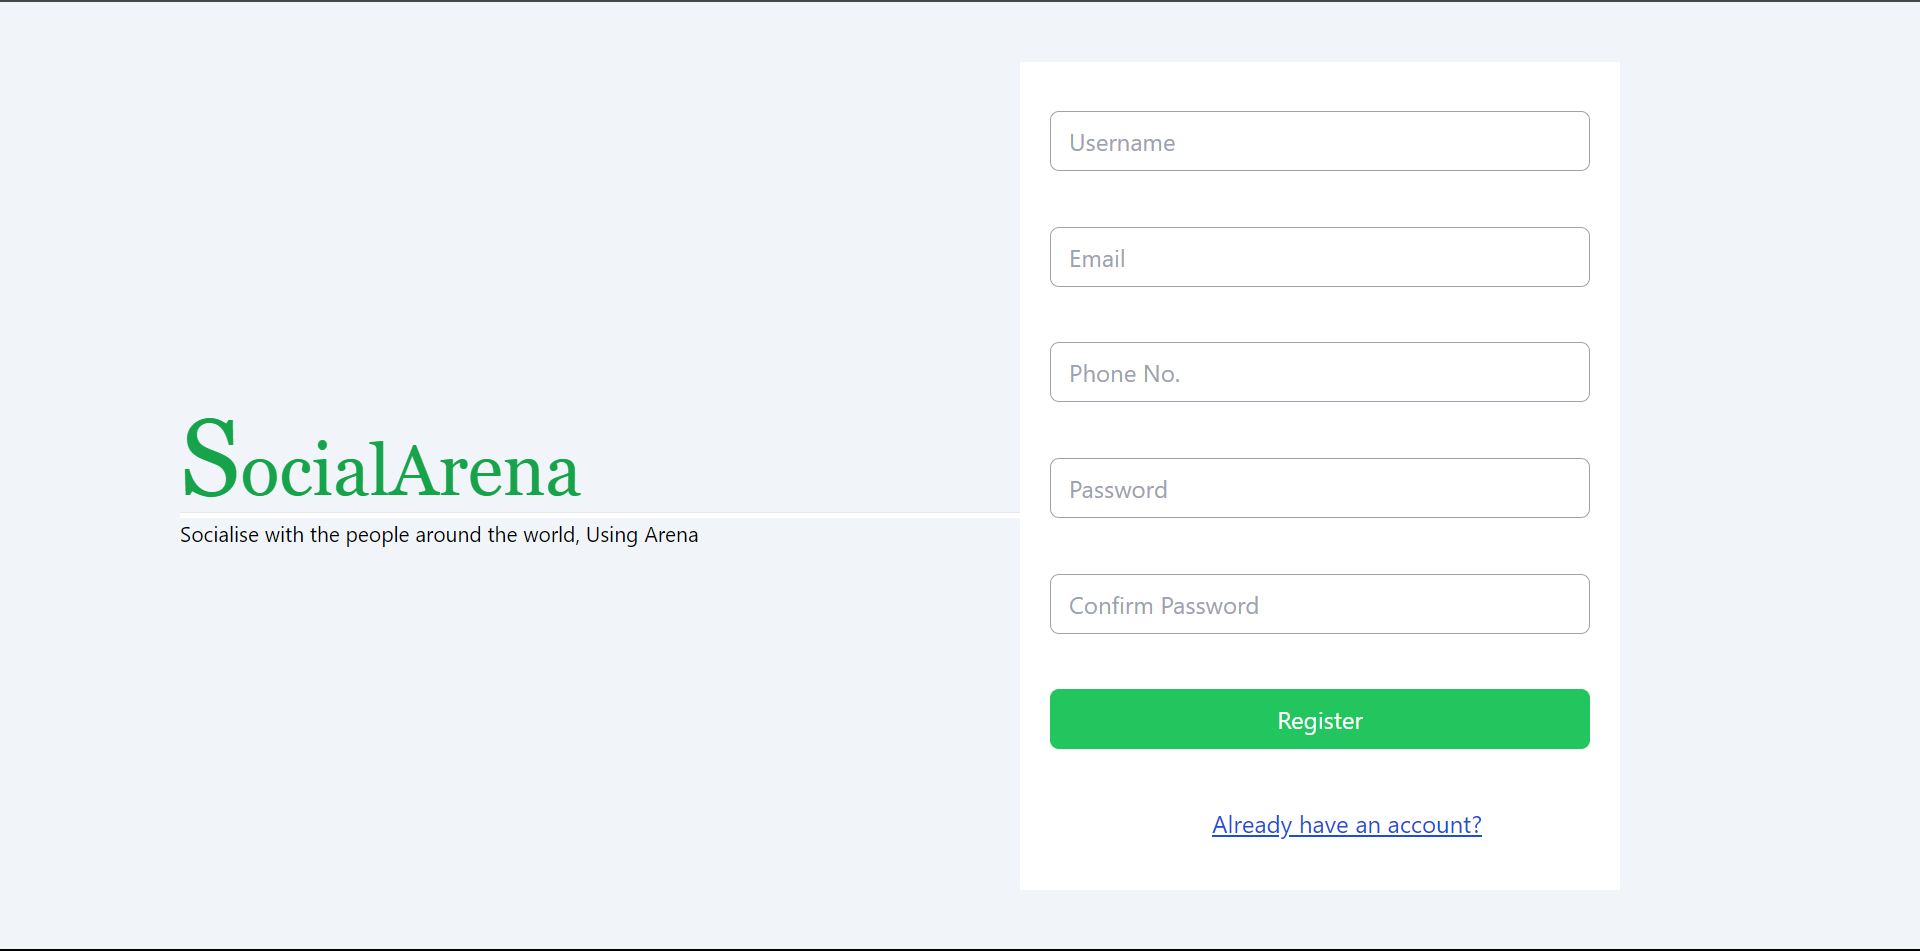 SocialArena
Socialise with the people around the world, Using Arena
Username
Email
Phone No.
Password
Confirm Password
Register
Already have an account?